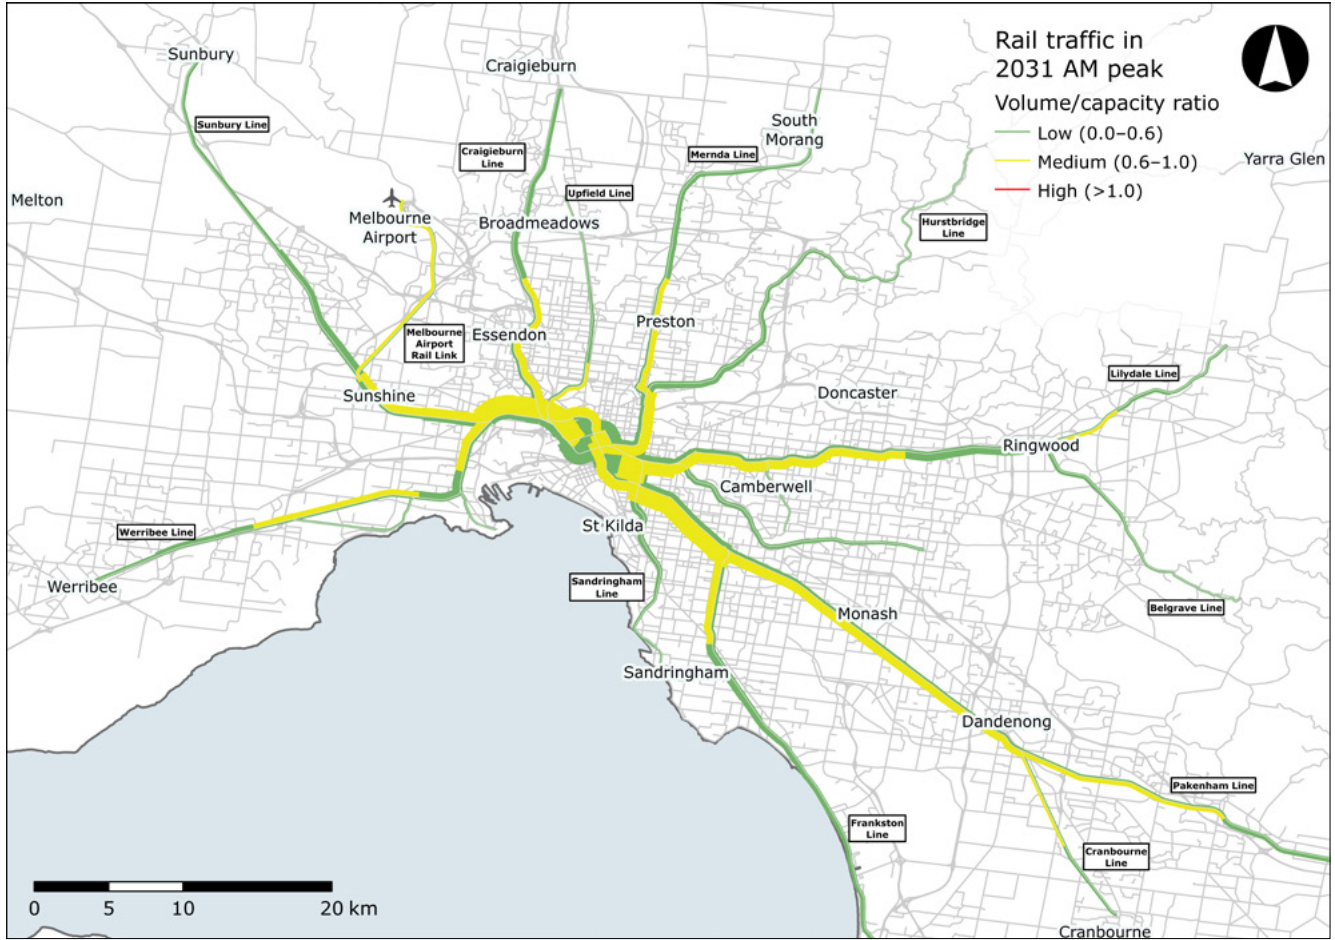 Rail traffic in
2031 AM peak
Volume/capacity ratio
Low (0.0–0.6)
Medium (0.6–1.0)
High (>1.0)
Sunbury
Craigieburn
Sunbury Line
South
Morang
Craigieburn
Line
Mernda Line
Yarra Glen
Upfield Line
Melton
Melbourne
Airport
Broadmeadows
Hurstbridge
Line
Preston
Essendon
Melbourne
Airport
Rail Link
Lilydale Line
Sunshine
Doncaster
Ringwood
Camberwell
St Kilda
Werribee Line
Werribee
Sandringham
Line
Belgrave Line
Monash
Sandringham
Dandenong
Pakenham Line
Frankston
Line
Cranbourne
Line
Cranbourne
0 5 10 20 km